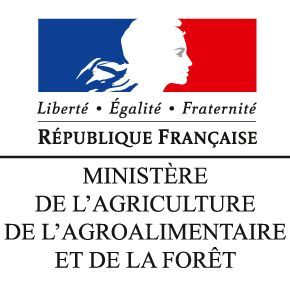 Liberté • Égalité • Fraternité
RÉPUBLIQUE FRANÇAISE
MINISTÈRE
DE L'AGRICULTURE
DE L'AGROALIMENTAIRE
ET DE LA FORÊT